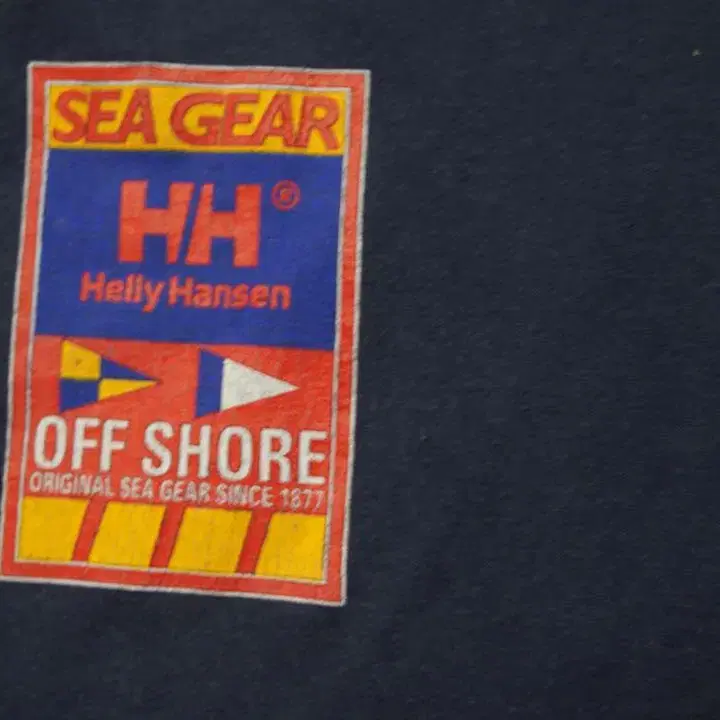 SEA GEAR
HH®
Helly Hansen
OFF SHORE
ORIGINAL SEA GEAR SINCE 1877